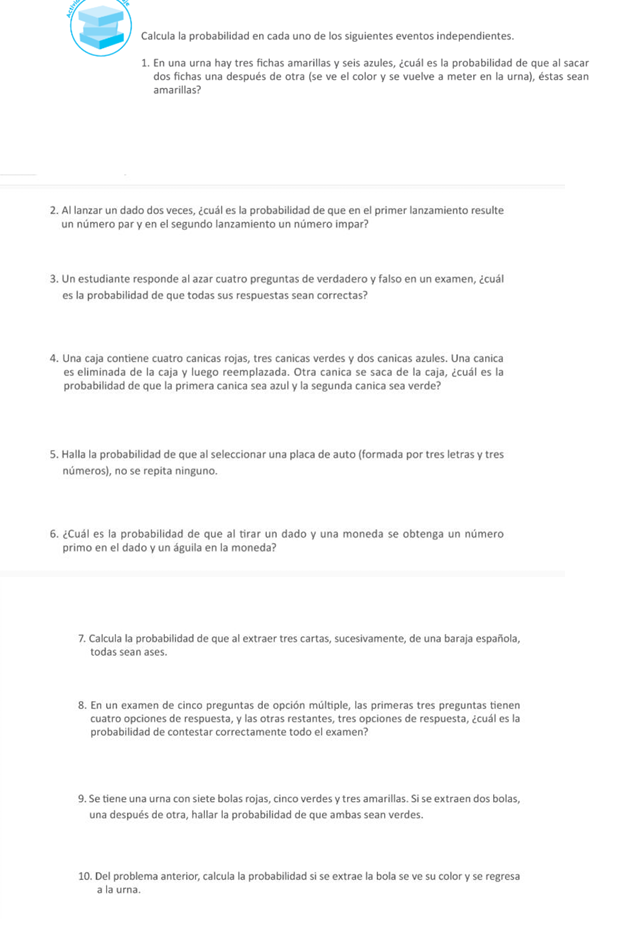 Calcula la probabilidad en cada uno de los siguientes eventos independientes.
1. En una urna hay tres fichas amarillas y seis azules, ¿cuál es la probabilidad de que al sacar
dos fichas una después de otra (se ve el color y se vuelve a meter en la urna), éstas sean
amarillas?
2. Al lanzar un dado dos veces, ¿cuál es la probabilidad de que en el primer lanzamiento resulte
un número par y en el segundo lanzamiento un número impar?
3. Un estudiante responde al azar cuatro preguntas de verdadero y falso en un examen, ¿cuál
es la probabilidad de que todas sus respuestas sean correctas?
4. Una caja contiene cuatro canicas rojas, tres canicas verdes y dos canicas azules. Una canica
es eliminada de la caja y luego reemplazada. Otra canica se saca de la caja, ¿cuál es la
probabilidad de que la primera canica sea azul y la segunda canica sea verde?
5. Halla la probabilidad de que al seleccionar una placa de auto (formada por tres letras y tres
números), no se repita ninguno.
6. ¿Cuál es la probabilidad de que al tirar un dado y una moneda se obtenga un número
primo en el dado y un águila en la moneda?
7. Calcula la probabilidad de que al extraer tres cartas, sucesivamente, de una baraja española,
todas sean ases.
8. En un examen de cinco preguntas de opción múltiple, las primeras tres preguntas tienen
cuatro opciones de respuesta, y las otras restantes, tres opciones de respuesta, ¿cuál es la
probabilidad de contestar correctamente todo el examen?
9. Se tiene una urna con siete bolas rojas, cinco verdes y tres amarillas. Si se extraen dos bolas,
una después de otra, hallar la probabilidad de que ambas sean verdes.
10. Del problema anterior, calcula la probabilidad si se extrae la bola se ve su color y se regresa
a la urna.